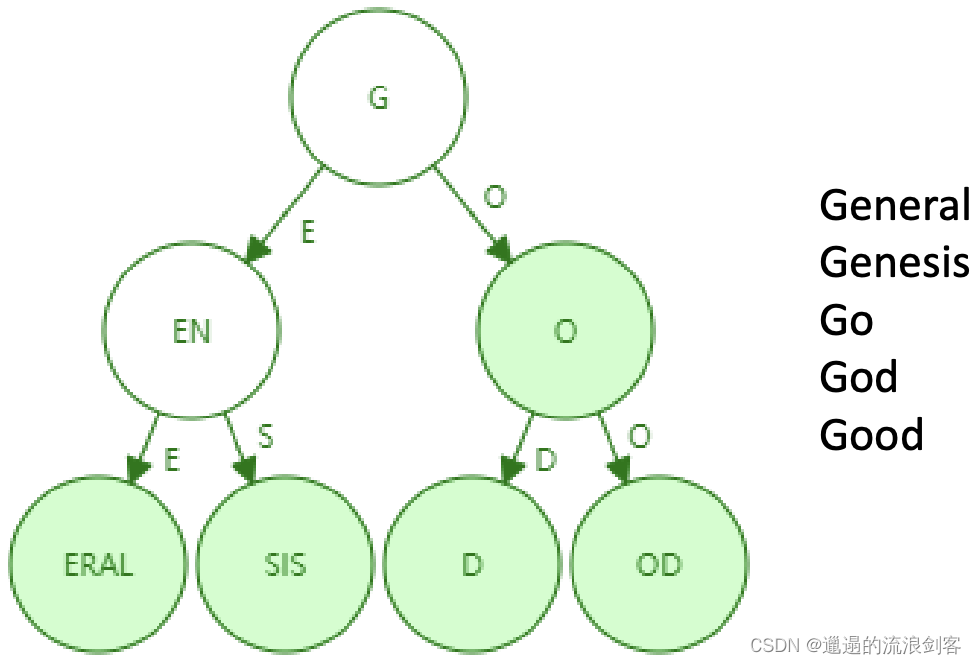 G
E
O
EN
O
E
S
D
O
ERAL
SIS
D
OD
General
Genesis
Go
God
Good
CSDN @邋遢的流浪剑客